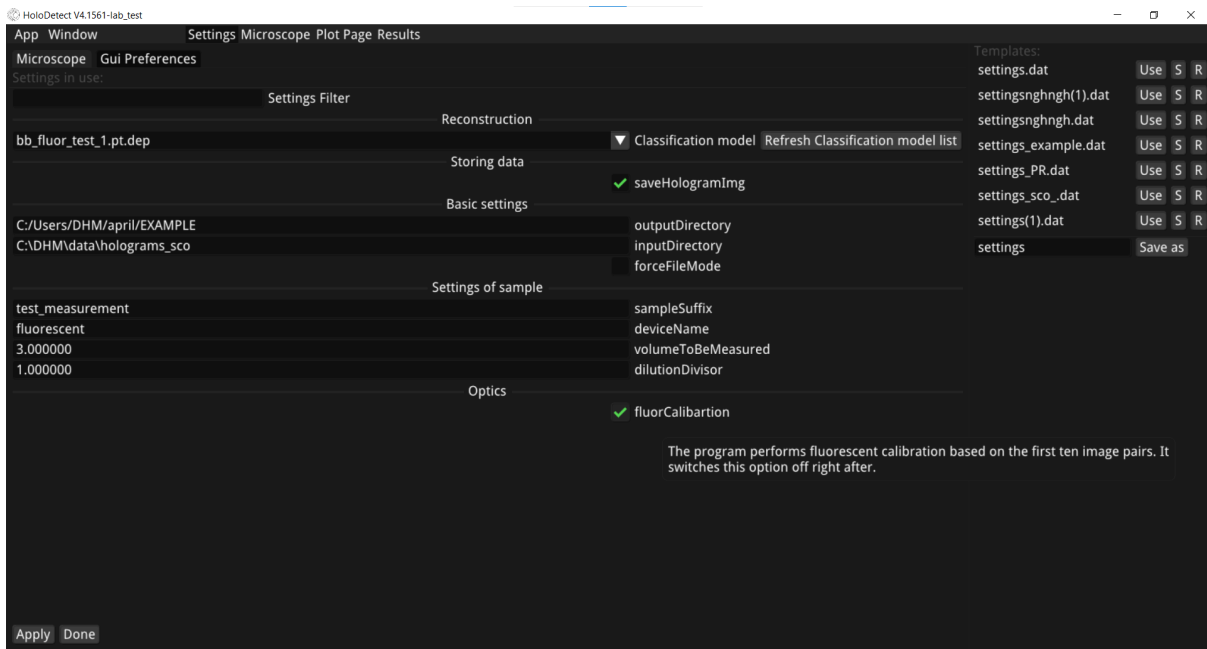 HoloDetect V4.1561-lab_test
App Window Settings Microscope Plot Page Results
Microscope Gui Preferences
Settings in use:
Settings Filter
Reconstruction
bb_fluor_test_1.pt.dep Classification model Refresh Classification model list
Storing data
saveHologramImg
Basic settings
C:/Users/DHM/april/EXAMPLE outputDirectory
C:\DHM\data\holograms_sco inputDirectory
forceFileMode
Settings of sample
test_measurement sampleSuffix
fluorescent deviceName
3.000000 volumeToBeMeasured
1.000000 dilutionDivisor
Optics
fluorCalibartion
The program performs fluorescent calibration based on the first ten image pairs. It
switches this option off right after.
Templates:
settings.dat Use S R
settingsnghngh(1).dat Use S R
settingsnghngh.dat Use S R
settings_example.dat Use S R
settings_PR.dat Use S R
settings_sco_.dat Use S R
settings(1).dat Use S R
settings Save as
Apply Done